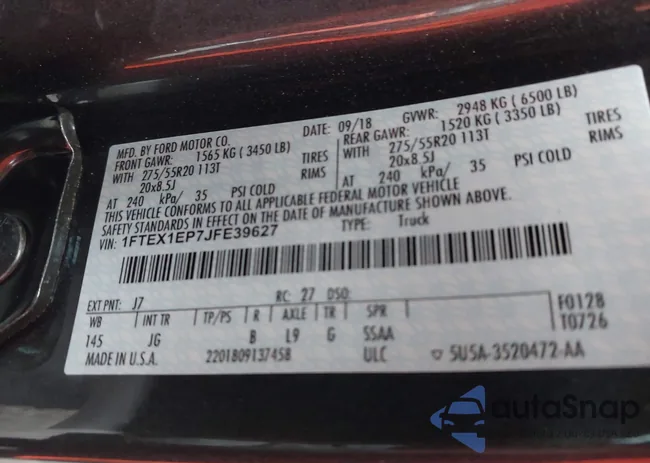 MFD. BY FORD MOTOR CO. DATE: 09/18 GVWR: 2948 KG ( 6500 LB)
FRONT GAWR: 1565 KG ( 3450 LB) REAR GAWR: 1520 KG ( 3350 LB)
WITH 275/55R20 113T TIRES WITH 275/55R20 113T TIRES
20x8.5J RIMS 20x8.5J RIMS
AT 240 kPa/ 35 PSI COLD AT 240 kPa/ 35 PSI COLD
THIS VEHICLE CONFORMS TO ALL APPLICABLE FEDERAL MOTOR VEHICLE
SAFETY STANDARDS IN EFFECT ON THE DATE OF MANUFACTURE SHOWN ABOVE.
VIN: 1FTEX1EP7JFE39627 TYPE: Truck
EXT PNT: J7 RC: 27 DSO: F0128
WB INT TR TP/PS R AXLE TR SPR T0726
145 JG B L9 G SSAA
MADE IN U.S.A. 2201809137458 ULC 5U5A-3520472-AA
autoSnap